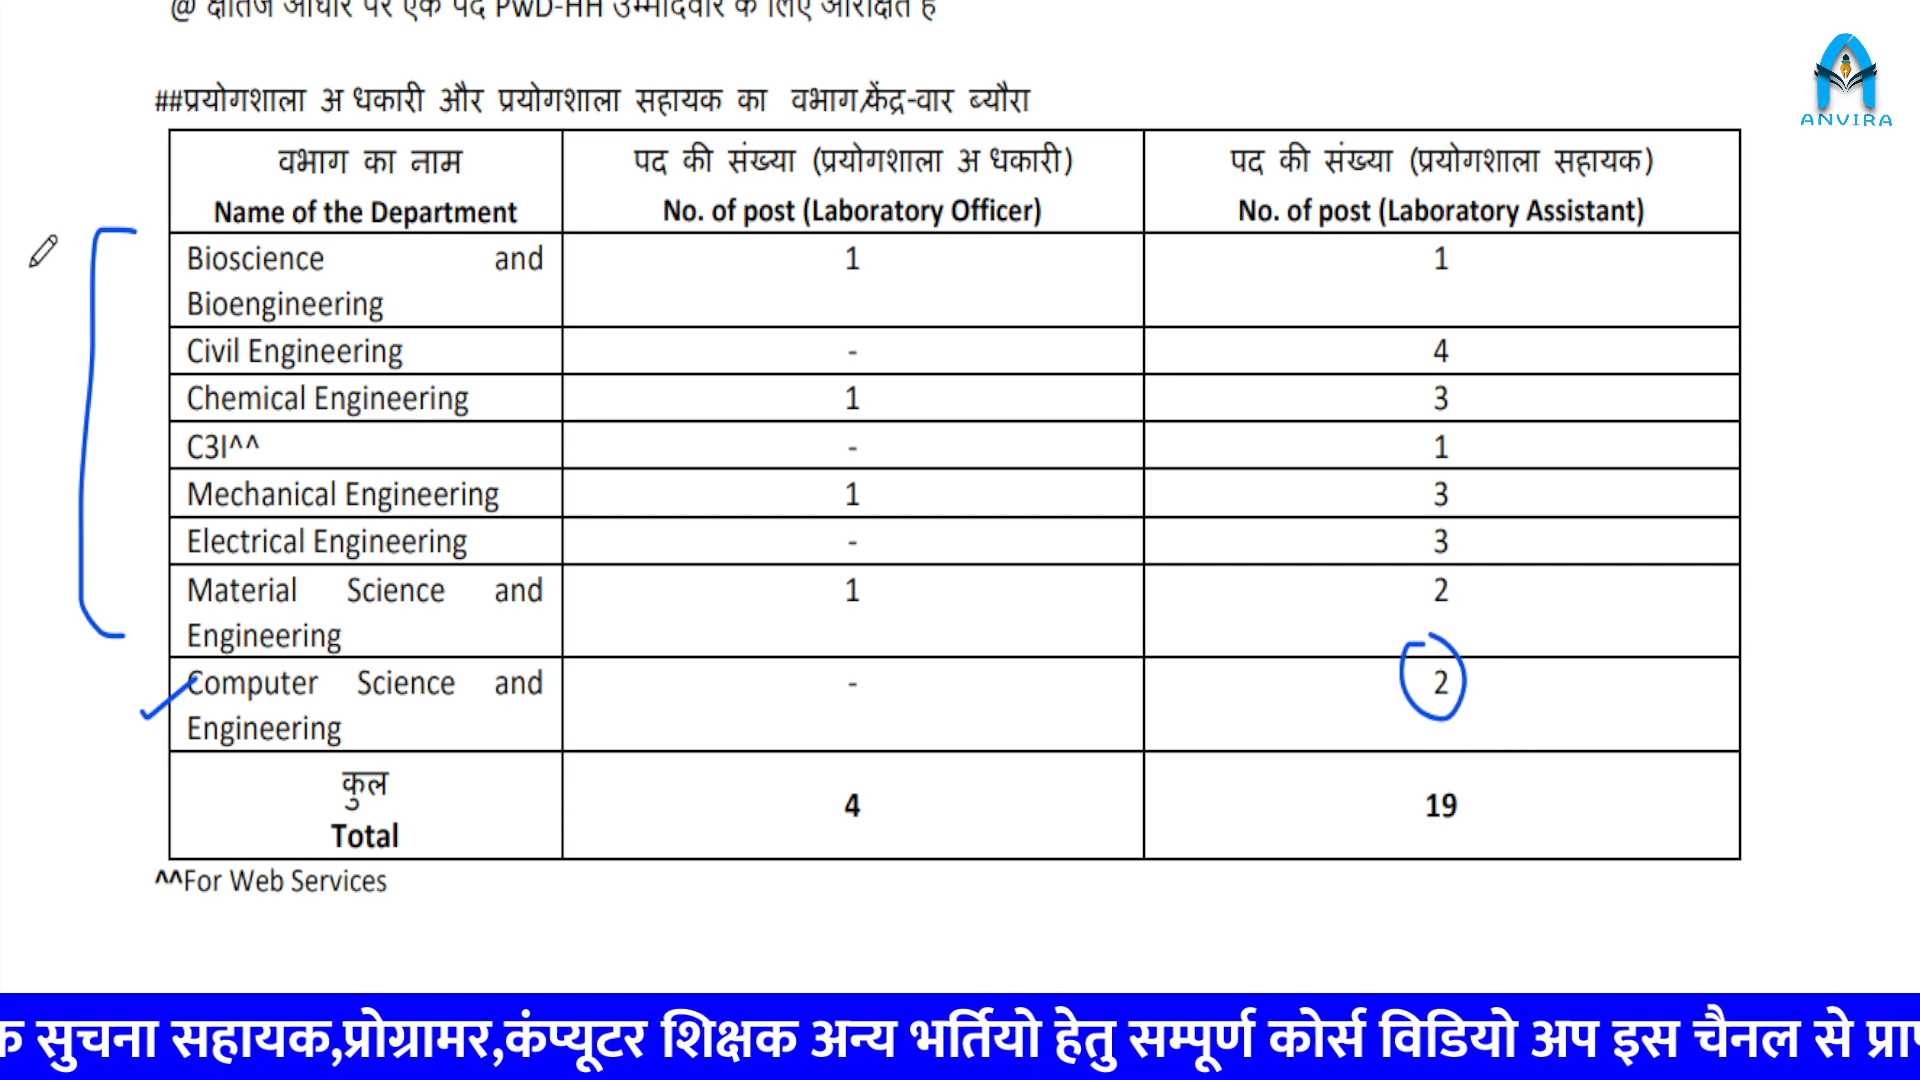 @ क्षैतिज आधार पर एक पद PwD-HH उम्मीदवार के लिए आरक्षित है
ANVIRA
##प्रयोगशाला अ धकारी और प्रयोगशाला सहायक का वभाग/केंद्र-वार ब्यौरा
वभाग का नाम पद की संख्या (प्रयोगशाला अ धकारी) पद की संख्या (प्रयोगशाला सहायक)
Name of the Department No. of post (Laboratory Officer) No. of post (Laboratory Assistant)
Bioscience and 1 1
Bioengineering
Civil Engineering - 4
Chemical Engineering 1 3
C3I^^ - 1
Mechanical Engineering 1 3
Electrical Engineering - 3
Material Science and 1 2
Engineering
Computer Science and - 2
Engineering
कुल
Total 4 19
^^For Web Services
सुचना सहायक,प्रोग्रामर,कंप्यूटर शिक्षक अन्य भर्तियो हेतु सम्पूर्ण कोर्स विडियो अप इस चैनल से